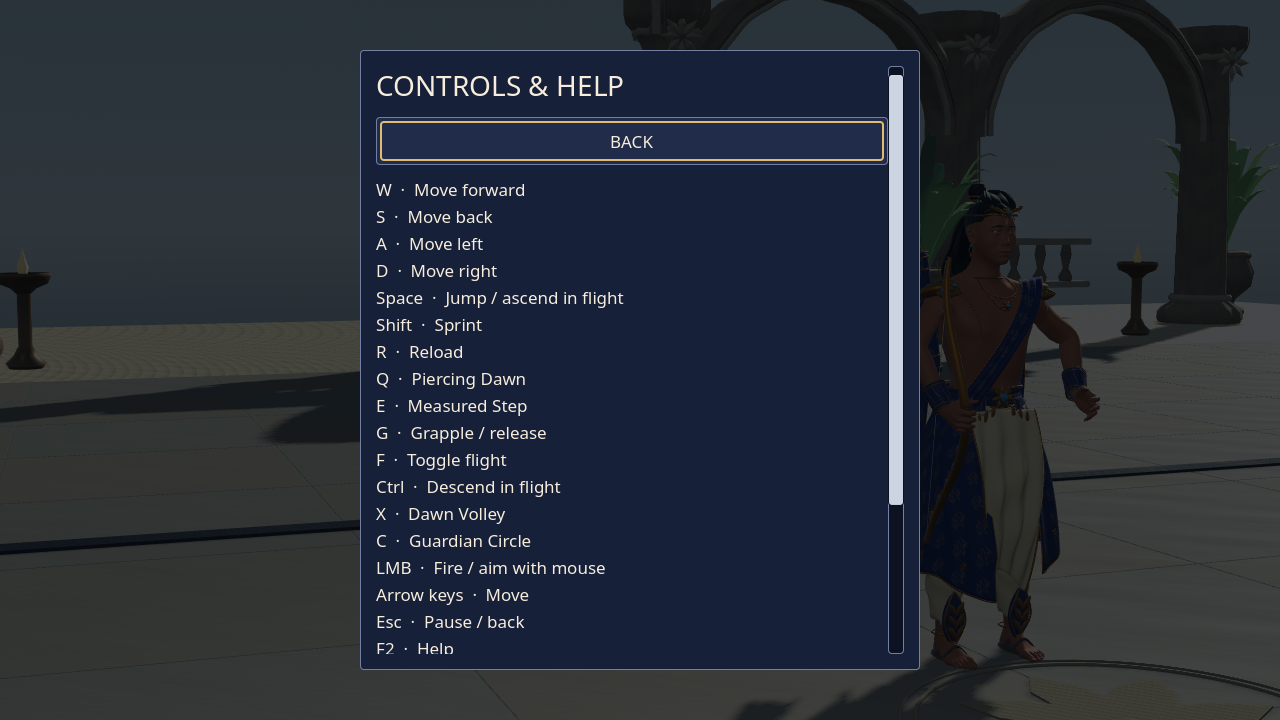 CONTROLS & HELP
BACK
W · Move forward
S · Move back
A · Move left
D · Move right
Space · Jump / ascend in flight
Shift · Sprint
R · Reload
Q · Piercing Dawn
E · Measured Step
G · Grapple / release
F · Toggle flight
Ctrl · Descend in flight
X · Dawn Volley
C · Guardian Circle
LMB · Fire / aim with mouse
Arrow keys · Move
Esc · Pause / back
F2 · Help